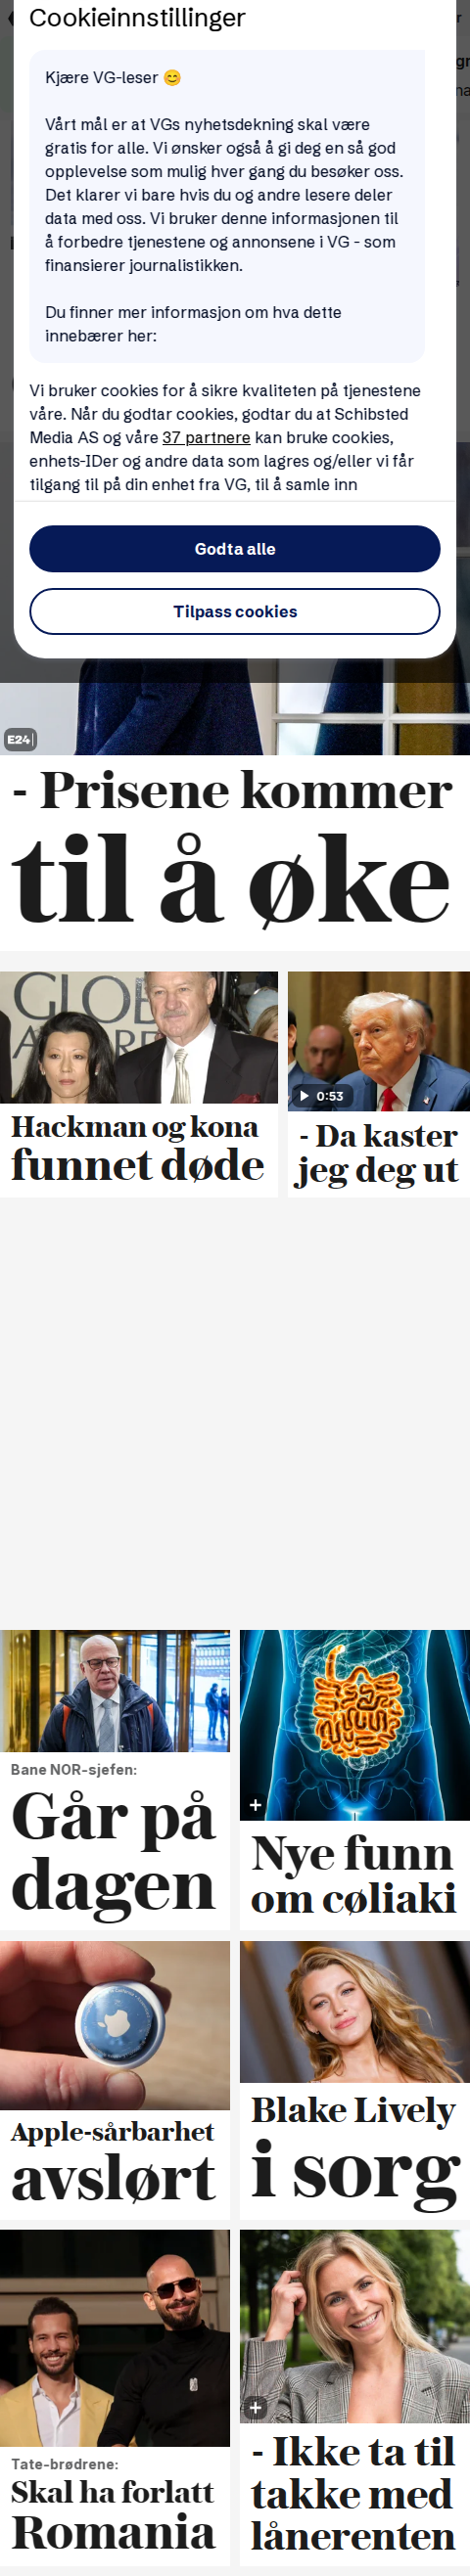 Cookieinnstillinger
Kjære VG-leser 😊
Vårt mål er at VGs nyhetsdekning skal være
gratis for alle. Vi ønsker også å gi deg en så god
opplevelse som mulig hver gang du besøker oss.
Det klarer vi bare hvis du og andre lesere deler
data med oss. Vi bruker denne informasjonen til
å forbedre tjenestene og annonsene i VG - som
finansierer journalistikken.
Du finner mer informasjon om hva dette
innebærer her:
Vi bruker cookies for å sikre kvaliteten på tjenestene
våre. Når du godtar cookies, godtar du at Schibsted
Media AS og våre 37 partnere kan bruke cookies,
enhets-IDer og andre data som lagres og/eller vi får
tilgang til på din enhet fra VG, til å samle inn
Godta alle
Tilpass cookies
E24
- Prisene kommer
til å øke
GLOB
Hackman og kona
funnet døde
0:53
- Da kaster
jeg deg ut
Bane NOR-sjefen:
Går på
dagen
Nye funn
om cøliaki
Apple-sårbarhet
avslørt
Blake Lively
i sorg
Tate-brødrene:
Skal ha forlatt
Romania
- Ikke ta til
takke med
lånerenten